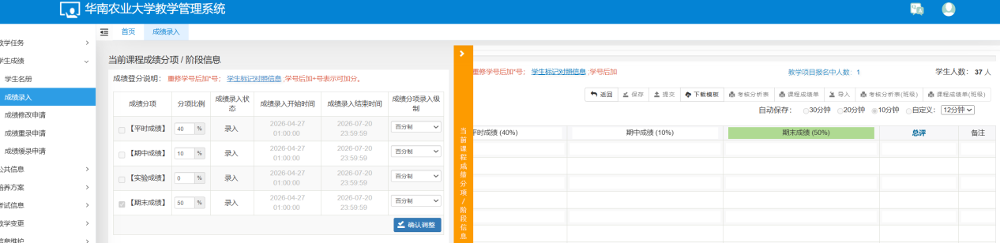 华南农业大学教学管理系统
首页 成绩录入
教学任务
学生成绩
学生名册
成绩录入
成绩修改申请
成绩重录申请
成绩缓录申请
公共信息
培养方案
考试信息
教学变更
信息维护
当前课程成绩分项 / 阶段信息
成绩登分说明: 重修学号后加*号; 学生标记对照信息 ;学号后加+号表示可加分。
成绩分项 分项比例 成绩录入状态 成绩录入开始时间 成绩录入结束时间 成绩分项录入级制
【平时成绩】 40 % 录入 2026-04-27 01:00:00 2026-07-20 23:59:59 百分制
【期中成绩】 10 % 录入 2026-04-27 01:00:00 2026-07-20 23:59:59 百分制
【实验成绩】 0 % 录入 2026-04-27 01:00:00 2026-07-20 23:59:59 百分制
【期末成绩】 50 % 录入 2026-04-27 01:00:00 2026-07-20 23:59:59 百分制
确认调整
当前课程成绩分项/阶段信息
重修学号后加*号; 学生标记对照信息 ;学号后加
教学项目报名中人数: 1 学生人数: 37 人
返回 保存 提交 下载模板 考核分析表 课程成绩单 导入 考核分析表(班级) 课程成绩单(班级)
自动保存: 30分钟 20分钟 10分钟 自定义: 12分钟
平时成绩 (40%) 期中成绩 (10%) 期末成绩 (50%) 总评 备注